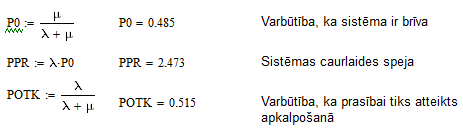 P0 := μ / (λ + μ) P0 = 0.485 Varbūtība, ka sistēma ir brīva
PPR := λ·P0 PPR = 2.473 Sistēmas caurlaides speja
POTK := λ / (λ + μ) POTK = 0.515 Varbūtība, ka prasībai tiks atteikts
apkalpošanā